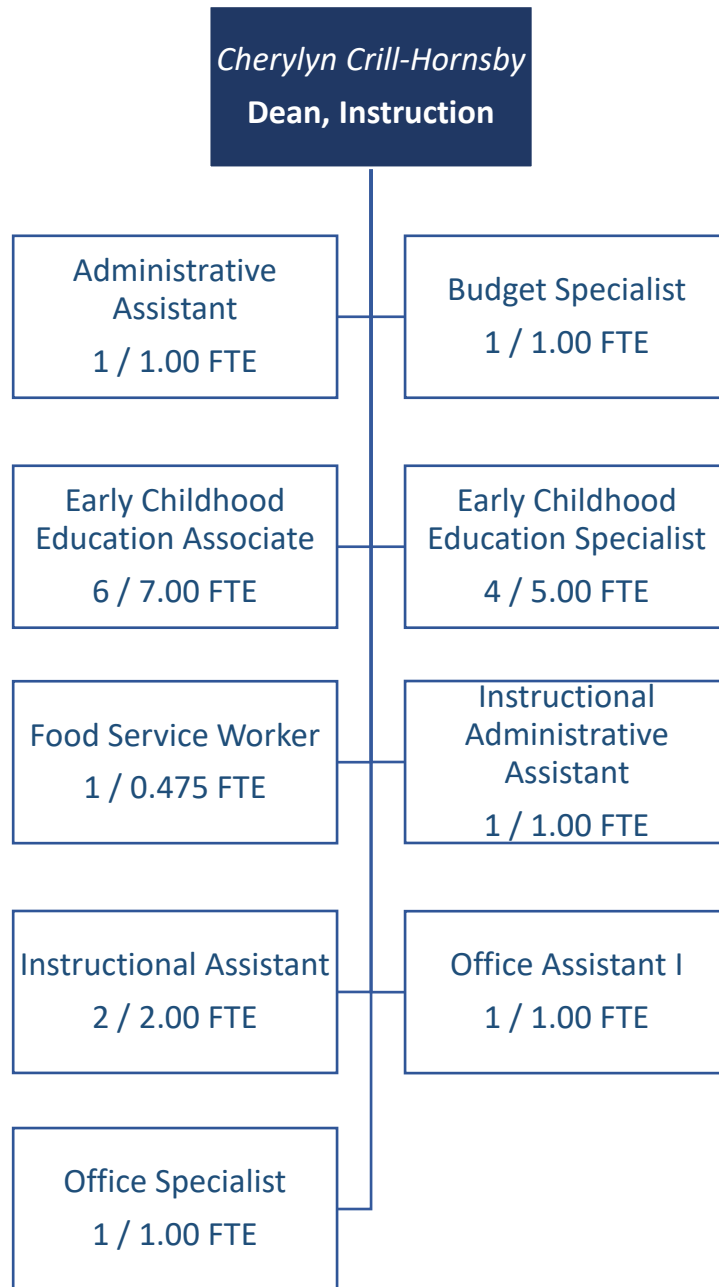 Cherylyn Crill-Hornsby
Dean, Instruction
Administrative
Assistant
1 / 1.00 FTE
Budget Specialist
1 / 1.00 FTE
Early Childhood
Education Associate
6 / 7.00 FTE
Early Childhood
Education Specialist
4 / 5.00 FTE
Food Service Worker
1 / 0.475 FTE
Instructional
Administrative
Assistant
1 / 1.00 FTE
Instructional Assistant
2 / 2.00 FTE
Office Assistant I
1 / 1.00 FTE
Office Specialist
1 / 1.00 FTE